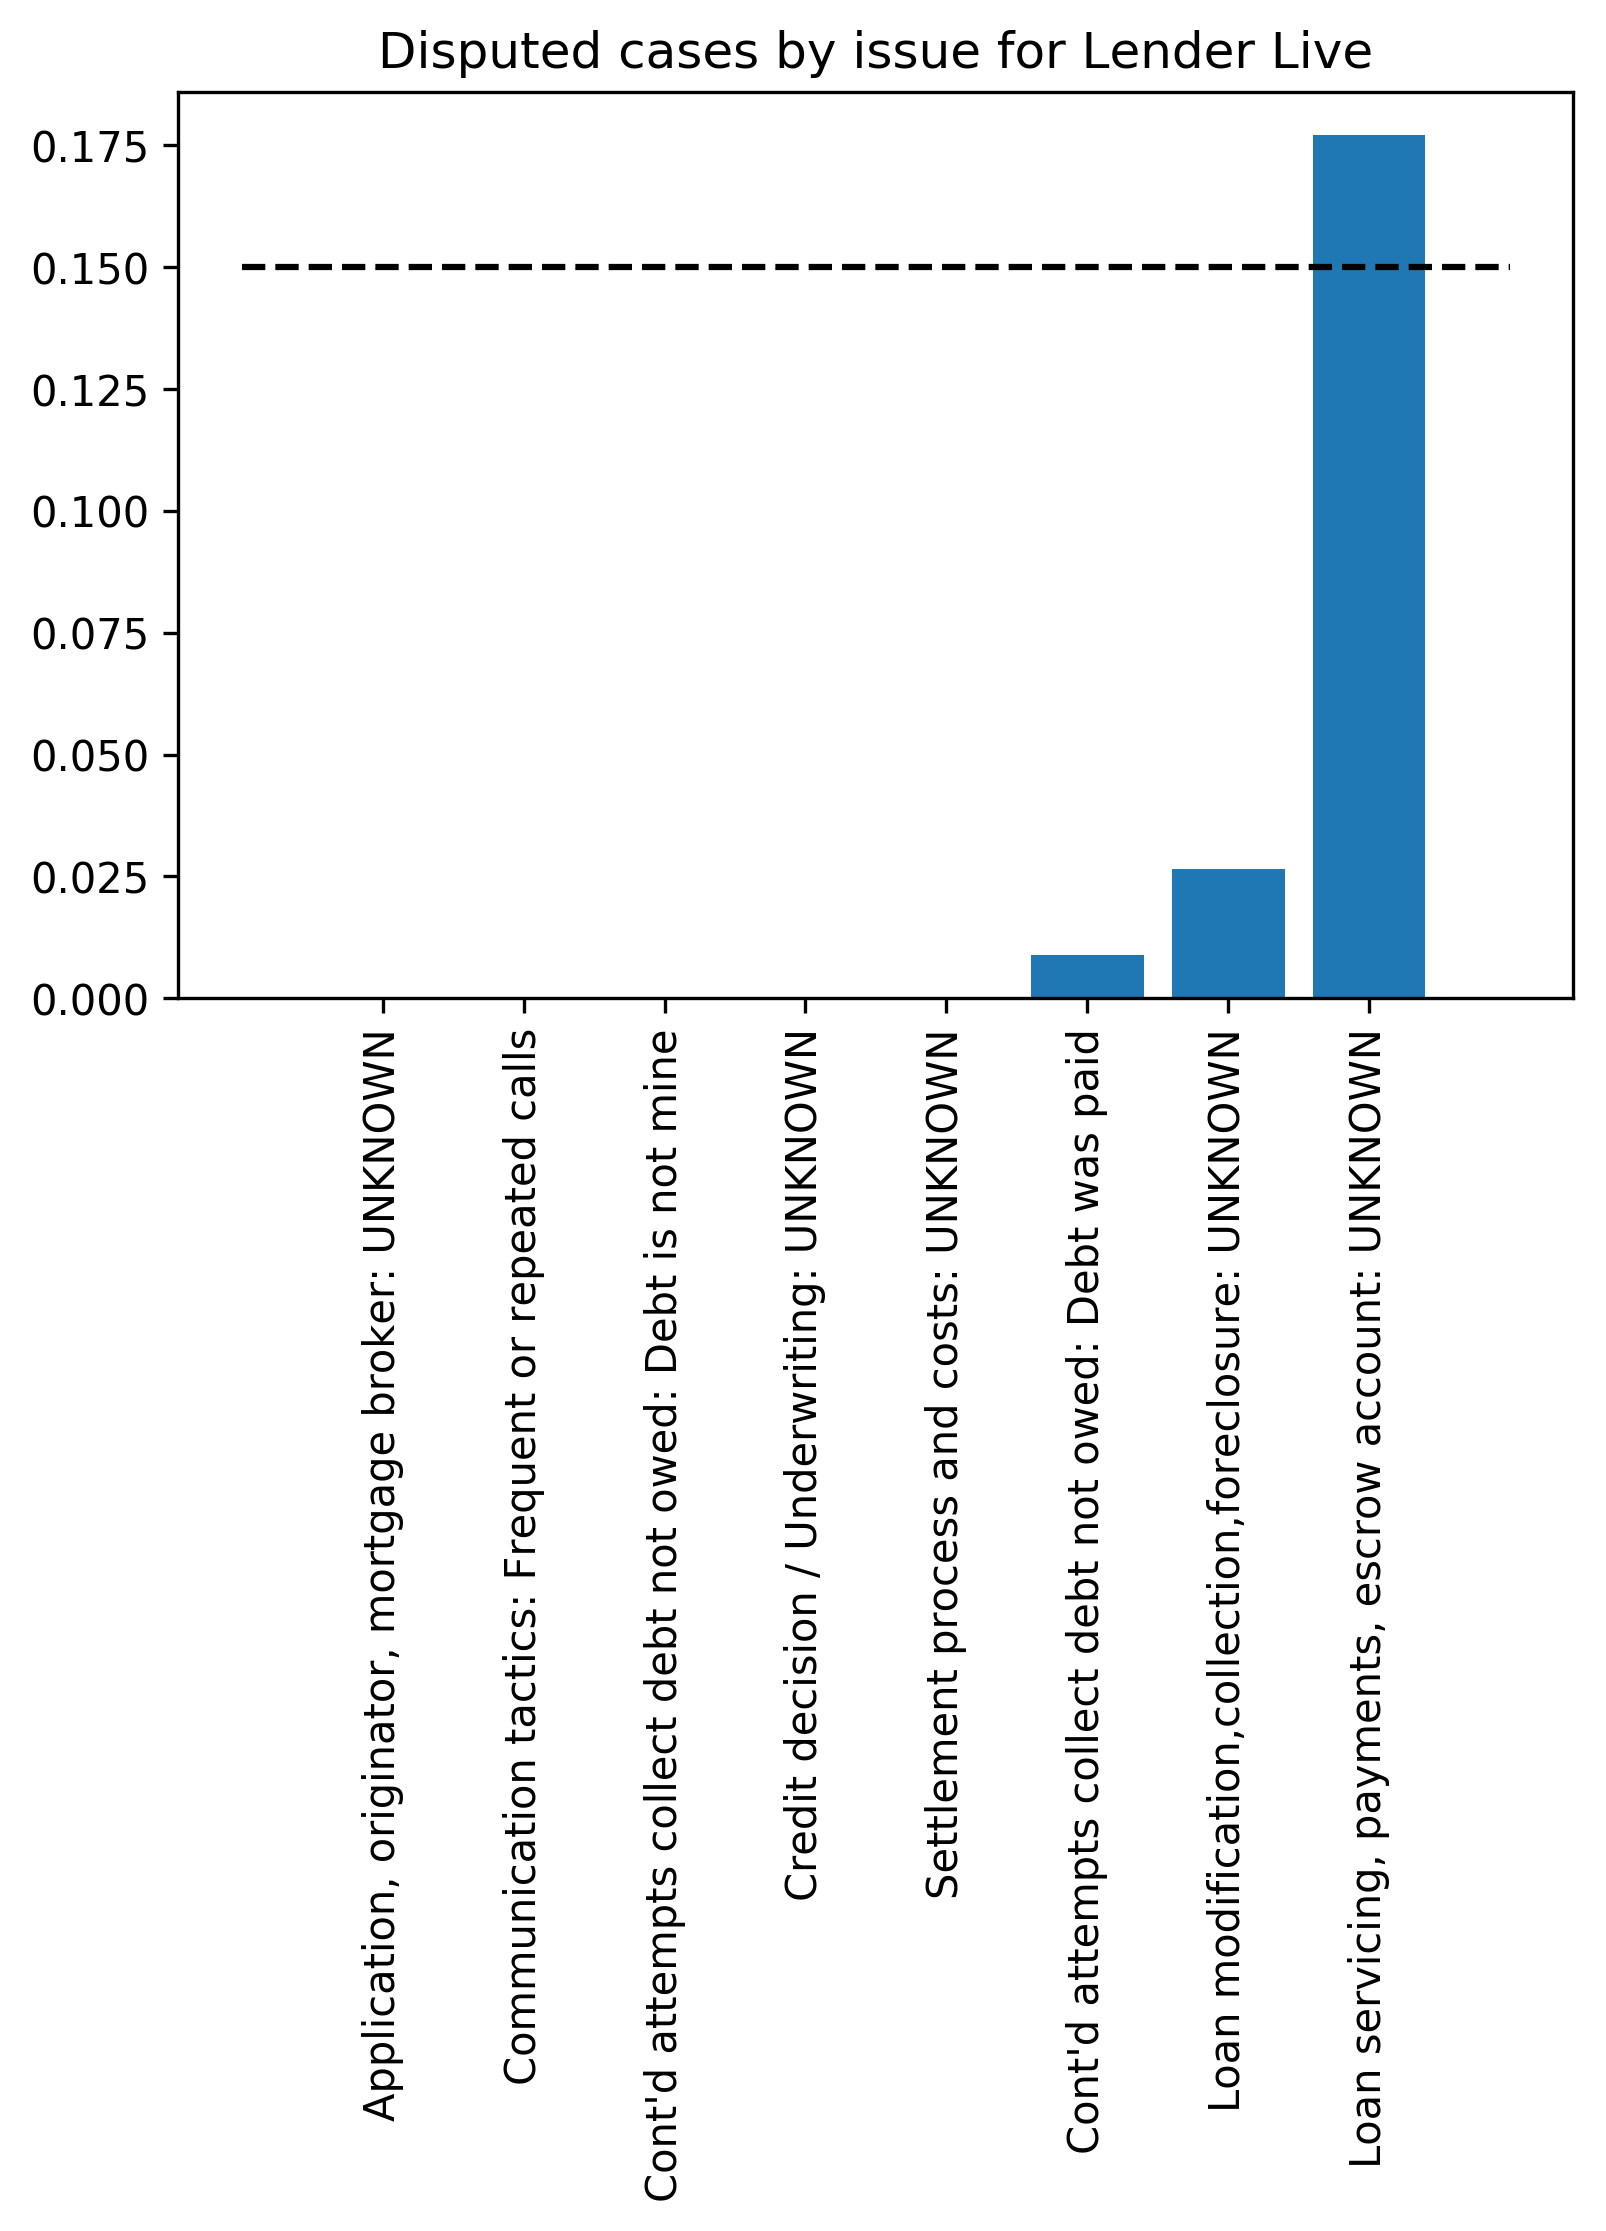 Disputed cases by issue for Lender Live
0.175
0.150
0.125
0.100
0.075
0.050
0.025
0.000
Application, originator, mortgage broker: UNKNOWN
Communication tactics: Frequent or repeated calls
Cont'd attempts collect debt not owed: Debt is not mine
Credit decision / Underwriting: UNKNOWN
Settlement process and costs: UNKNOWN
Cont'd attempts collect debt not owed: Debt was paid
Loan modification,collection,foreclosure: UNKNOWN
Loan servicing, payments, escrow account: UNKNOWN